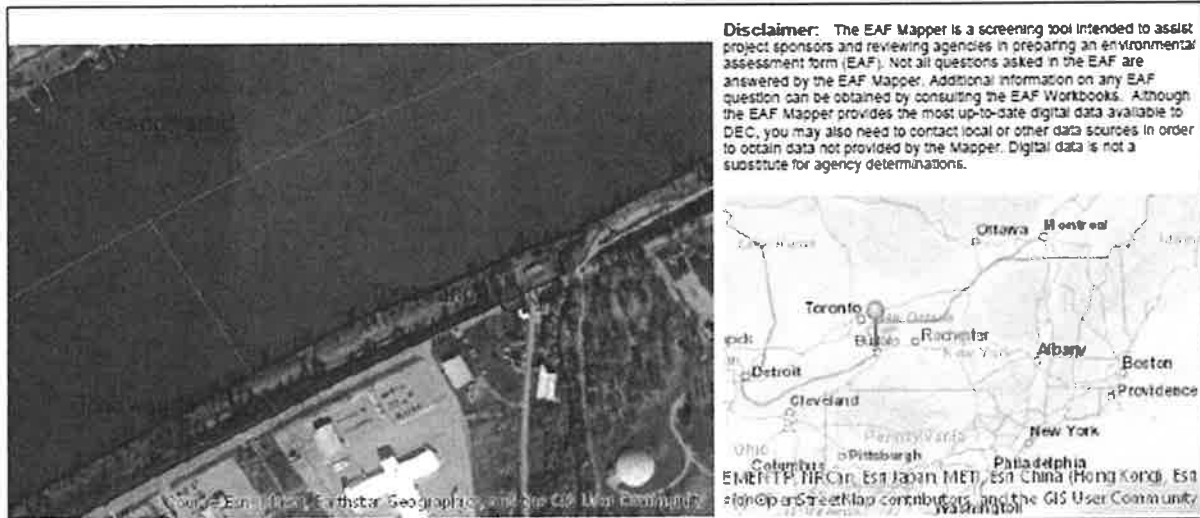 Disclaimer: The EAF Mapper is a screening tool intended to assist
project sponsors and reviewing agencies in preparing an environmental
assessment form (EAF). Not all questions asked in the EAF are
answered by the EAF Mapper. Additional information on any EAF
question can be obtained by consulting the EAF Workbooks. Although
the EAF Mapper provides the most up-to-date digital data available to
DEC, you may also need to contact local or other data sources in order
to obtain data not provided by the Mapper. Digital data is not a
substitute for agency determinations.
Ottawa
Montreal
Toronto
Buffalo
Rochester
Albany
Detroit
Boston
Providence
Cleveland
New York
Ohio
Pennsylvania
Pittsburgh
Columbus
Philadelphia
NRCan, Esri Japan, METI, Esri China (Hong Kong), Esri
OpenStreetMap contributors, and the GIS User Community
Washington
Source: Esri, Earthstar Geographics, and the GIS User Community